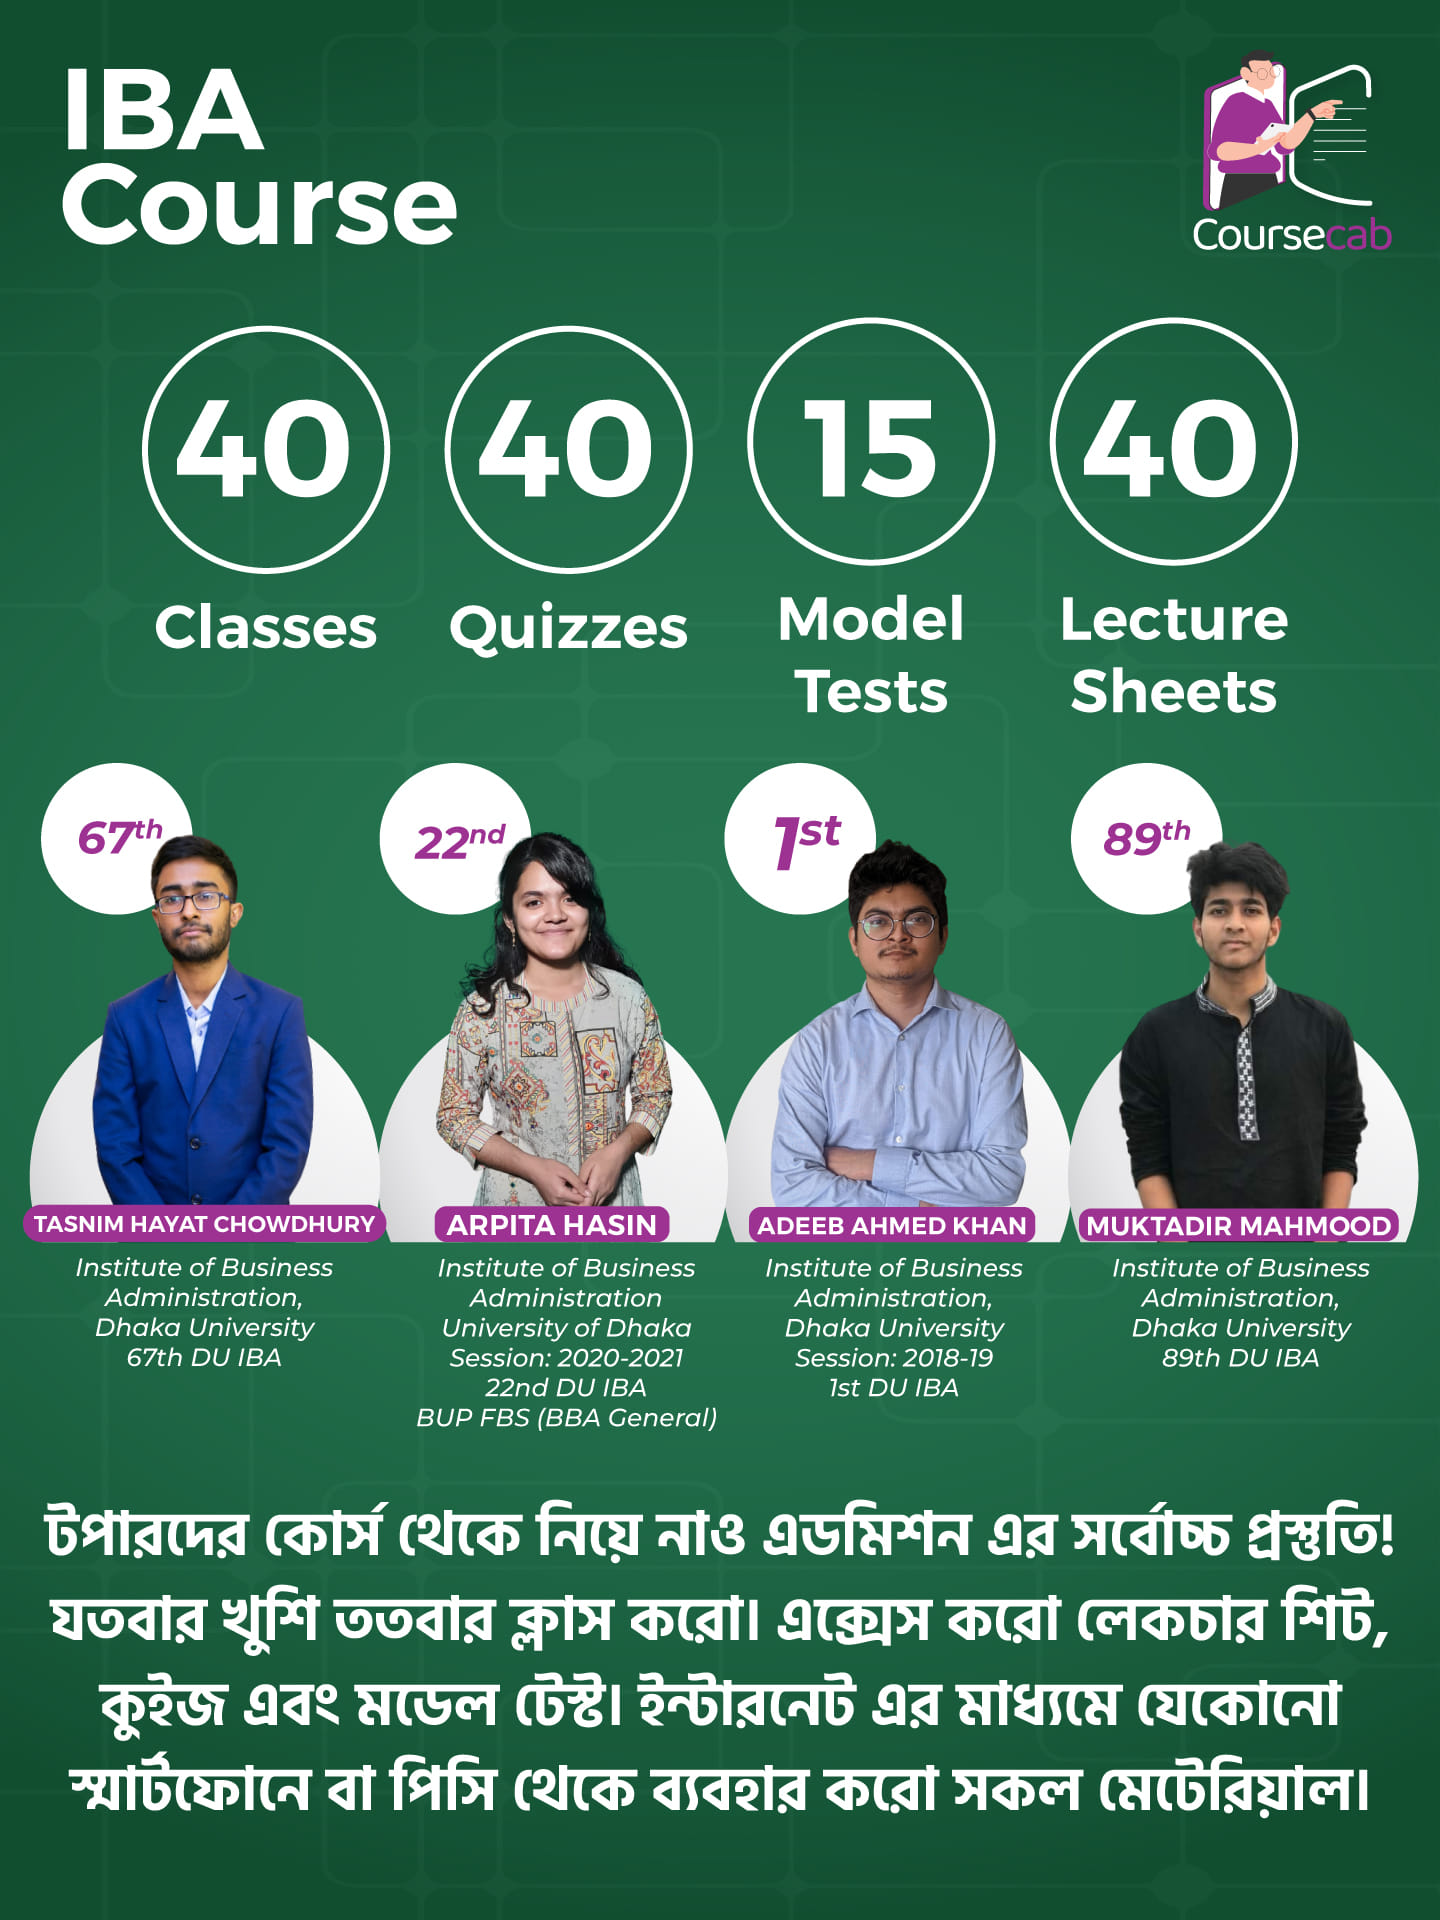 IBA
Course
Coursecab
40
40
15
40
Classes
Quizzes
Model
Tests
Lecture
Sheets
67th
22nd
1st
89th
TASNIM HAYAT CHOWDHURY
Institute of Business
Administration,
Dhaka University
67th DU IBA
ARPITA HASIN
Institute of Business
Administration
University of Dhaka
Session: 2020-2021
22nd DU IBA
BUP FBS (BBA General)
ADEEB AHMED KHAN
Institute of Business
Administration,
Dhaka University
Session: 2018-19
1st DU IBA
MUKTADIR MAHMOOD
Institute of Business
Administration,
Dhaka University
89th DU IBA
টপারদের কোর্স থেকে নিয়ে নাও এডমিশন এর সর্বোচ্চ প্রস্তুতি!
যতবার খুশি ততবার ক্লাস করো। এক্সেস করো লেকচার শিট,
কুইজ এবং মডেল টেস্ট। ইন্টারনেট এর মাধ্যমে যেকোনো
স্মার্টফোনে বা পিসি থেকে ব্যবহার করো সকল মেটেরিয়াল।